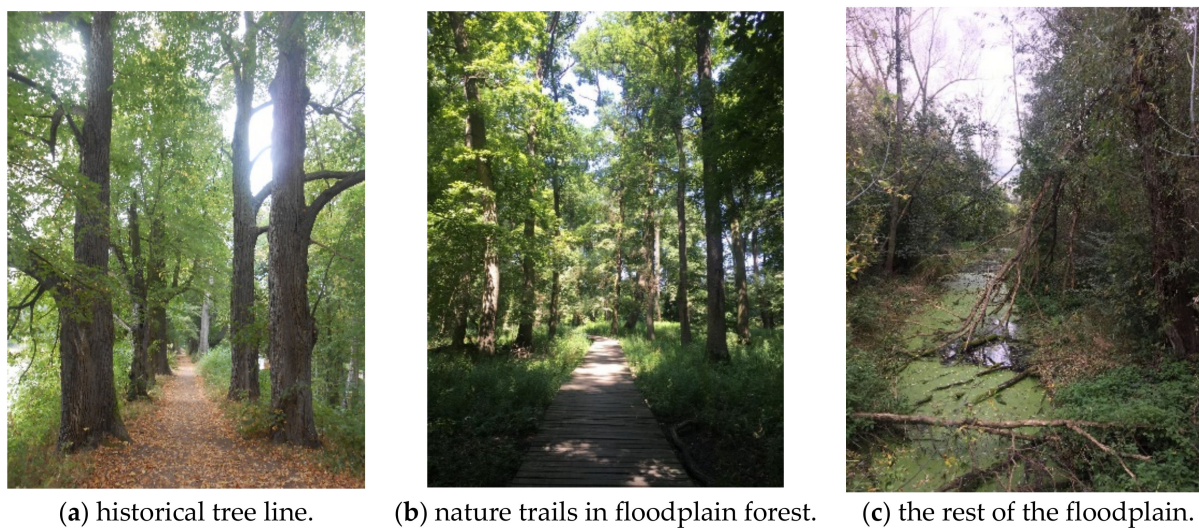 (a) historical tree line.
(b) nature trails in floodplain forest.
(c) the rest of the floodplain.